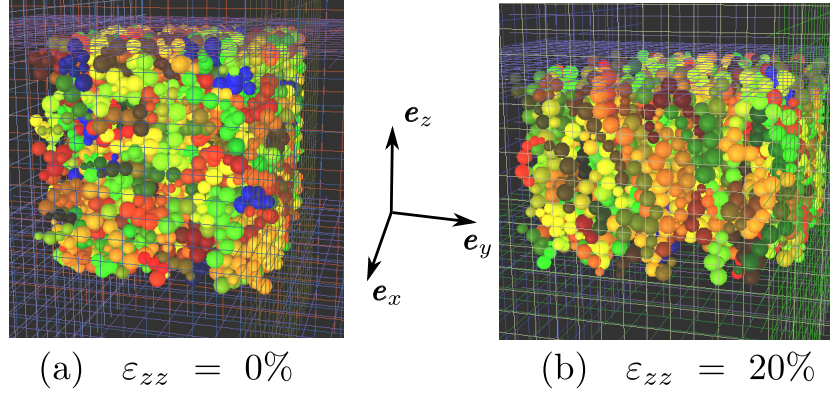 e_z
e_y
e_x
(a) ε_zz = 0%
(b) ε_zz = 20%